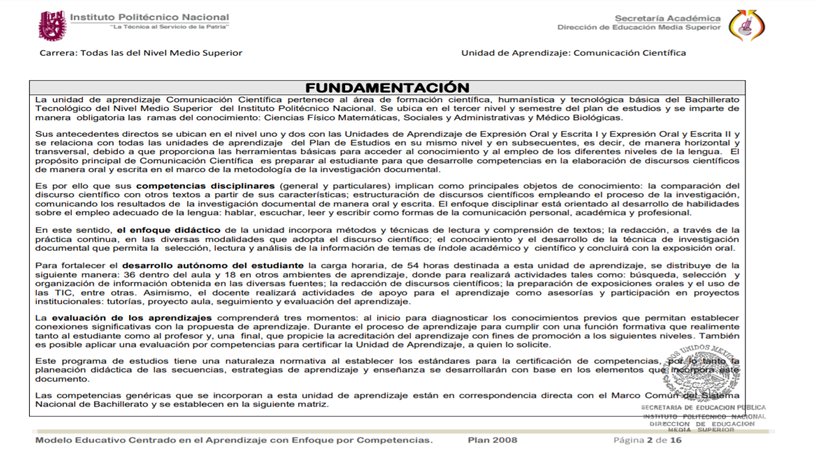 Instituto Politécnico Nacional
"La Técnica al Servicio de la Patria"
Secretaría Académica
Dirección de Educación Media Superior
Carrera: Todas las del Nivel Medio Superior
Unidad de Aprendizaje: Comunicación Científica
FUNDAMENTACIÓN
La unidad de aprendizaje Comunicación Científica pertenece al área de formación científica, humanística y tecnológica básica del Bachillerato
Tecnológico del Nivel Medio Superior del Instituto Politécnico Nacional. Se ubica en el tercer nivel y semestre del plan de estudios y se imparte de
manera obligatoria las ramas del conocimiento: Ciencias Físico Matemáticas, Sociales y Administrativas y Médico Biológicas.
Sus antecedentes directos se ubican en el nivel uno y dos con las Unidades de Aprendizaje de Expresión Oral y Escrita I y Expresión Oral y Escrita II y
se relaciona con todas las unidades de aprendizaje del Plan de Estudios en su mismo nivel y en subsecuentes, es decir, de manera horizontal y
transversal, debido a que proporciona las herramientas básicas para acceder al conocimiento y al empleo de los diferentes niveles de la lengua. El
propósito principal de Comunicación Científica es preparar al estudiante para que desarrolle competencias en la elaboración de discursos científicos
de manera oral y escrita en el marco de la metodología de la investigación documental.
Es por ello que sus competencias disciplinares (general y particulares) implican como principales objetos de conocimiento: la comparación del
discurso científico con otros textos a partir de sus características; estructuración de discursos científicos empleando el proceso de la investigación,
comunicando los resultados de la investigación documental de manera oral y escrita. El enfoque disciplinar está orientado al desarrollo de habilidades
sobre el empleo adecuado de la lengua: hablar, escuchar, leer y escribir como formas de la comunicación personal, académica y profesional.
En este sentido, el enfoque didáctico de la unidad incorpora métodos y técnicas de lectura y comprensión de textos; la redacción, a través de la
práctica continua, en las diversas modalidades que adopta el discurso científico; el conocimiento y el desarrollo de la técnica de investigación
documental que permita la selección, lectura y análisis de la información de temas de índole académico y científico y concluirá con la exposición oral.
Para fortalecer el desarrollo autónomo del estudiante la carga horaria, de 54 horas destinada a esta unidad de aprendizaje, se distribuye de la
siguiente manera: 36 dentro del aula y 18 en otros ambientes de aprendizaje, donde para realizará actividades tales como: búsqueda, selección y
organización de información obtenida en las diversas fuentes; la redacción de discursos científicos; la preparación de exposiciones orales y el uso de
las TIC, entre otras. Asimismo, el docente realizará actividades de apoyo para el aprendizaje como asesorías y participación en proyectos
institucionales: tutorías, proyecto aula, seguimiento y evaluación del aprendizaje.
La evaluación de los aprendizajes comprenderá tres momentos: al inicio para diagnosticar los conocimientos previos que permitan establecer
conexiones significativas con la propuesta de aprendizaje. Durante el proceso de aprendizaje para cumplir con una función formativa que realimente
tanto al estudiante como al profesor y, una final, que propicie la acreditación del aprendizaje con fines de promoción a los siguientes niveles. También
es posible aplicar una evaluación por competencias para certificar la Unidad de Aprendizaje, a quien lo solicite.
Este programa de estudios tiene una naturaleza normativa al establecer los estándares para la certificación de competencias, por lo tanto la
planeación didáctica de las secuencias, estrategias de aprendizaje y enseñanza se desarrollarán con base en los elementos que incorpora este
documento.
Las competencias genéricas que se incorporan a esta unidad de aprendizaje están en correspondencia directa con el Marco Común del Sistema
Nacional de Bachillerato y se establecen en la siguiente matriz.
SECRETARIA DE EDUCACION PUBLICA
INSTITUTO POLITECNICO NACIONAL
DIRECCION DE EDUCACION
MEDIA SUPERIOR
Modelo Educativo Centrado en el Aprendizaje con Enfoque por Competencias. Plan 2008 Página 2 de 16